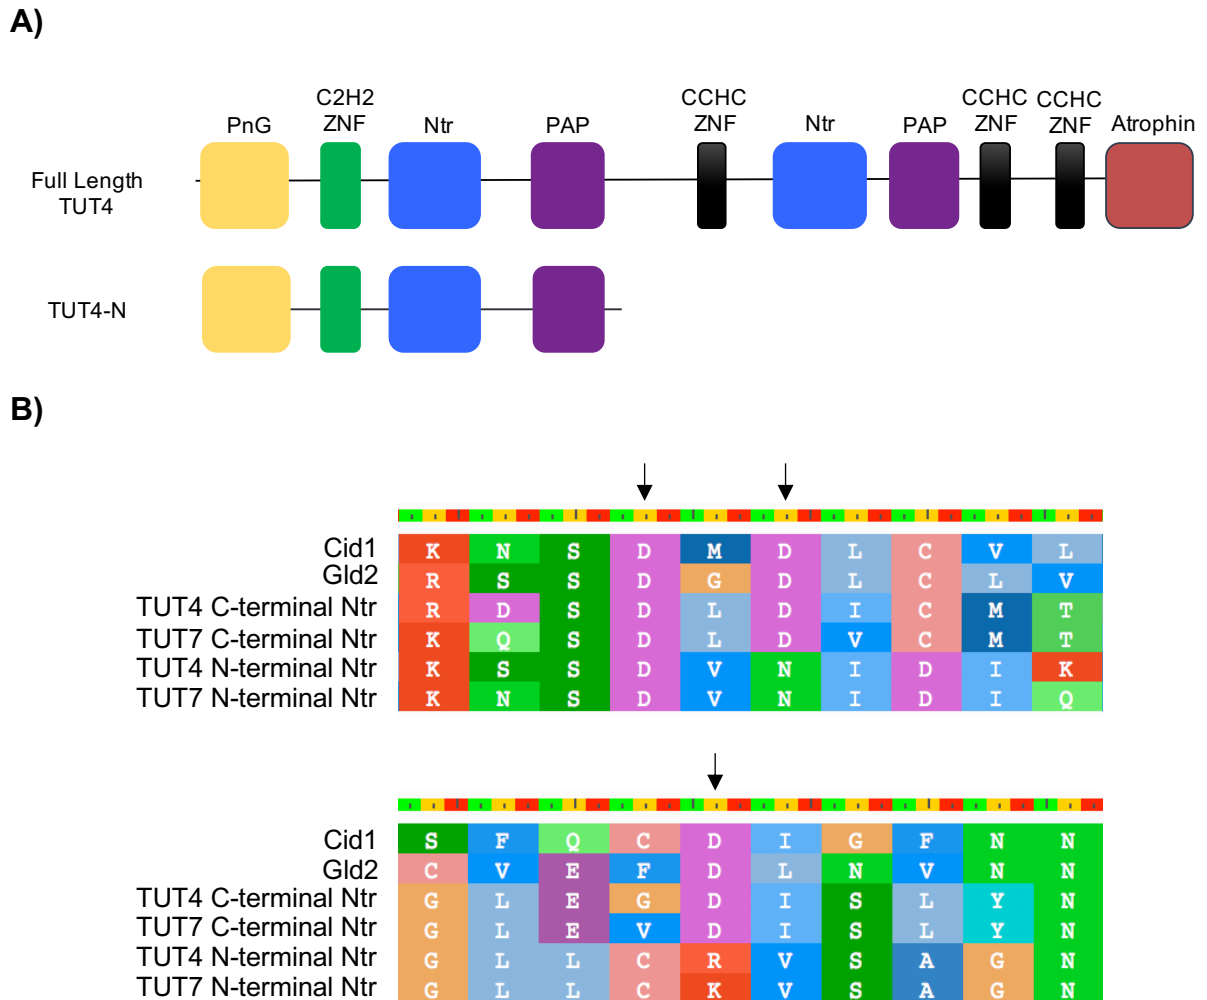 A)
PnG C2H2 ZNF Ntr PAP CCHC ZNF Ntr PAP CCHC ZNF CCHC ZNF Atrophin
Full Length
TUT4
TUT4-N
B)
Cid1 K N S D M D L C V L
Gld2 R S S D G D L C L V
TUT4 C-terminal Ntr R D S D L D I C M T
TUT7 C-terminal Ntr K Q S D L D V C M T
TUT4 N-terminal Ntr K S S D V N I D I K
TUT7 N-terminal Ntr K N S D V N I D I Q
Cid1 S F Q C D I G F N N
Gld2 C V E F D L N V N N
TUT4 C-terminal Ntr G L E G D I S L Y N
TUT7 C-terminal Ntr G L E V D I S L Y N
TUT4 N-terminal Ntr G L L C R V S A G N
TUT7 N-terminal Ntr G L L C K V S A G N